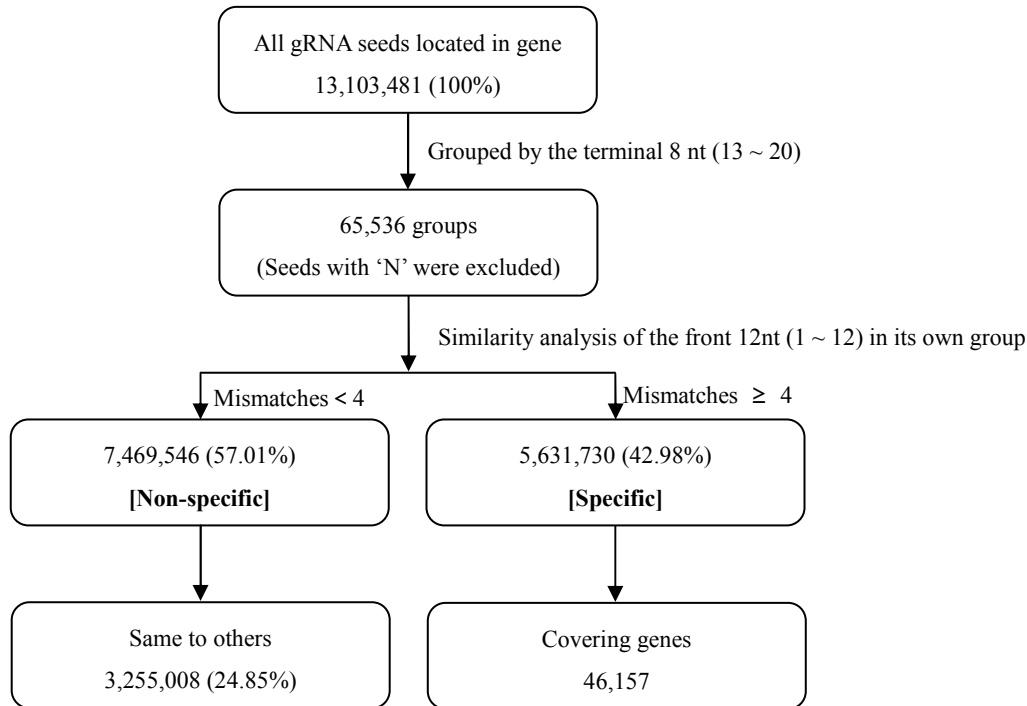 All gRNA seeds located in gene
13,103,481 (100%)
Grouped by the terminal 8 nt (13 ~ 20)
65,536 groups
(Seeds with ‘N’ were excluded)
Similarity analysis of the front 12nt (1 ~ 12) in its own group
Mismatches < 4
Mismatches ≥ 4
7,469,546 (57.01%)
[Non-specific]
5,631,730 (42.98%)
[Specific]
Same to others
3,255,008 (24.85%)
Covering genes
46,157